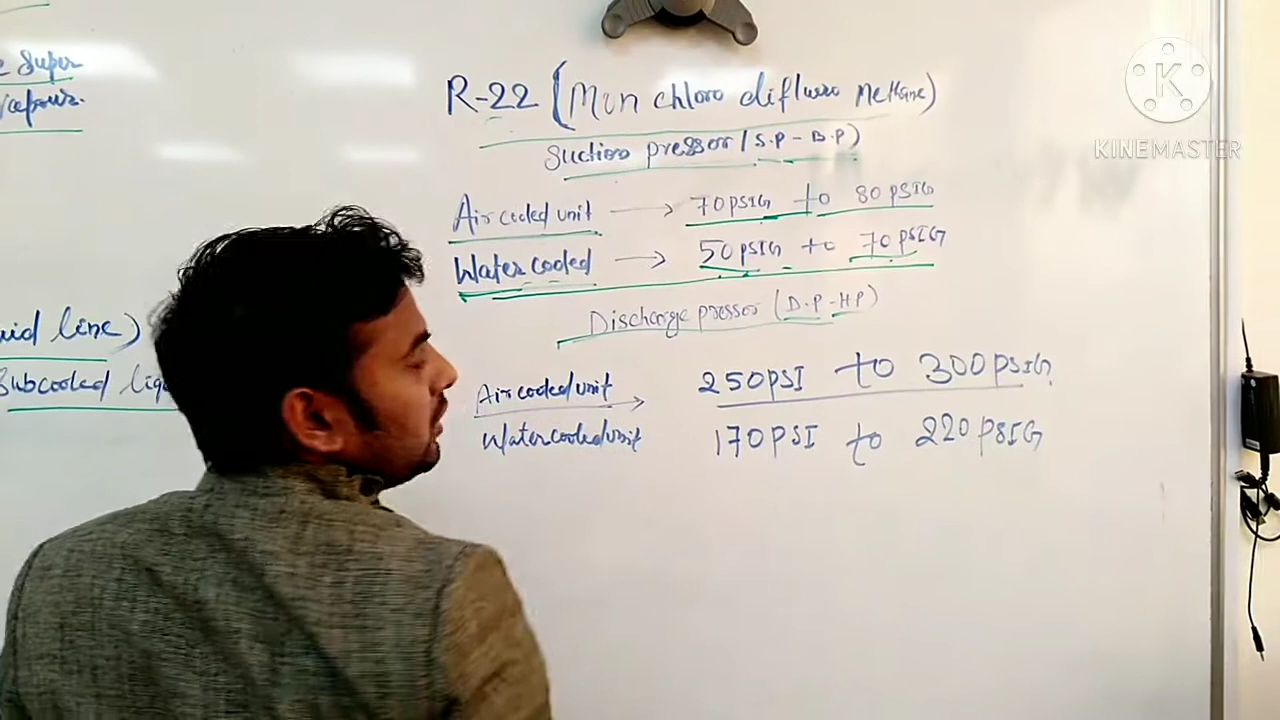 e Super
Vapour.
uid line)
Subcooled liq
R-22 (Mon chloro difluro Methane)
Suction pressor (S.P - B.P)
Air cooled unit → 70 PSIG to 80 PSIG
Water cooled → 50 PSIG to 70 PSIG
Discharge pressor (D.P - HP)
Air cooled unit → 250 PSI to 300 PSIG
Water cooled unit 170 PSI to 220 PSIG
K
KINEMASTER